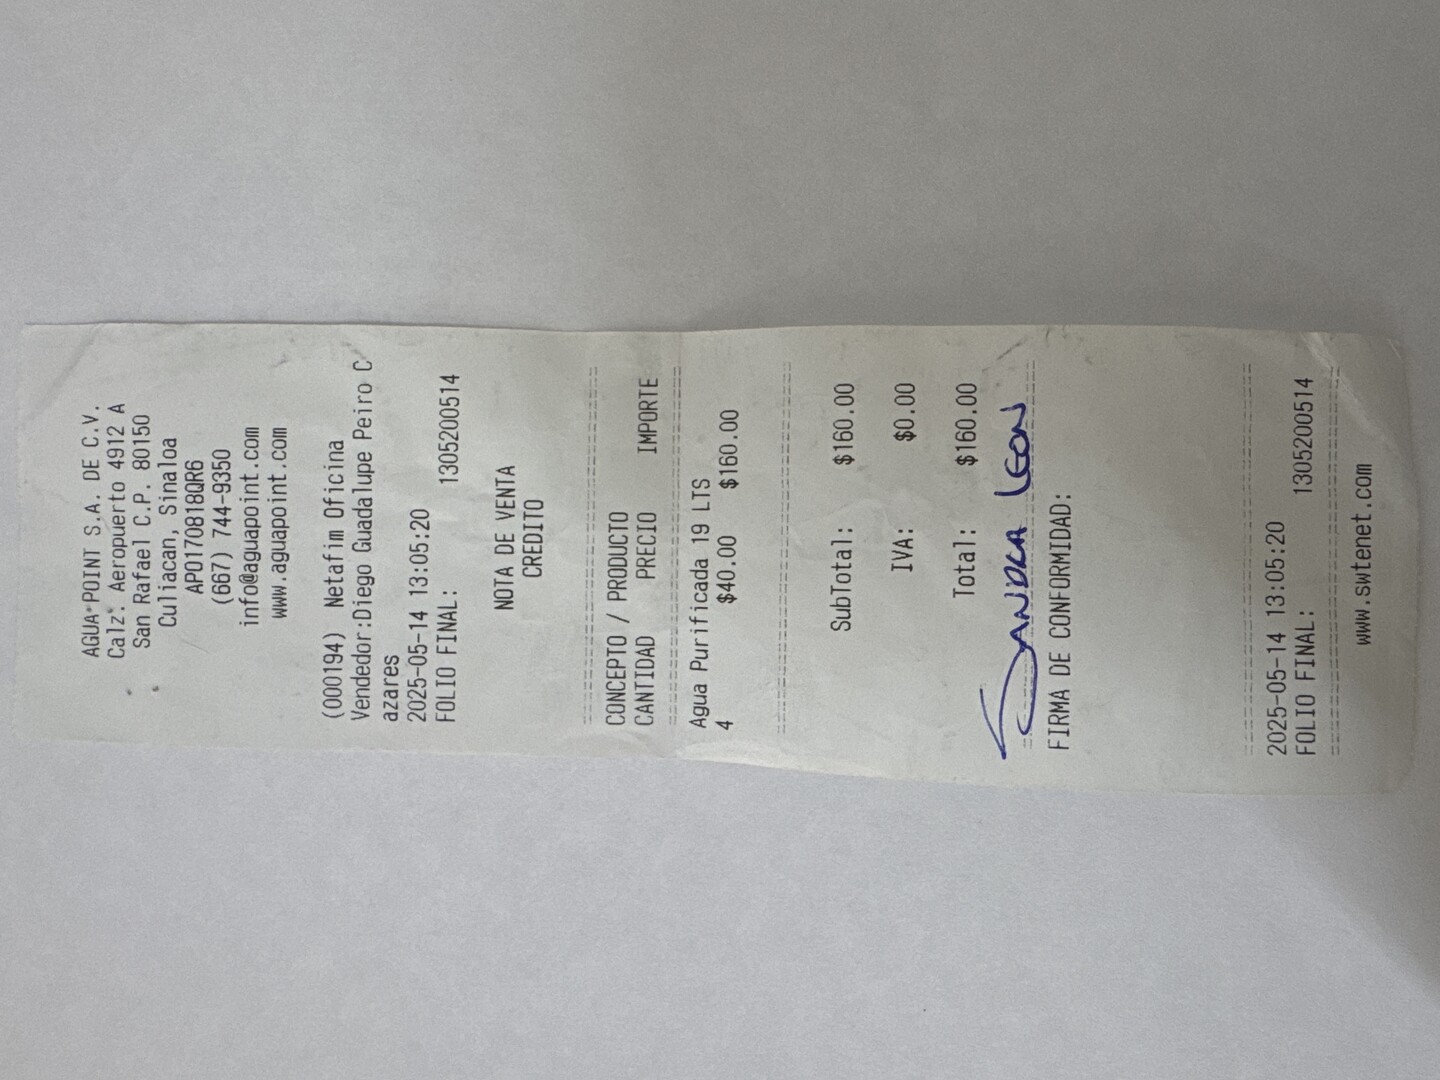 AGUA POINT S.A. DE C.V.
Calz. Aeropuerto 4912 A
San Rafael C.P. 80150
Culiacan, Sinaloa
APO170818QR6
(667) 744-9350
info@aguapoint.com
www.aguapoint.com
(000194) Netafim Oficina
Vendedor:Diego Guadalupe Peiro C
azares
2025-05-14 13:05:20
FOLIO FINAL: 1305200514
NOTA DE VENTA
CREDITO
CONCEPTO / PRODUCTO
CANTIDAD PRECIO IMPORTE
Agua Purificada 19 LTS
4 $40.00 $160.00
SubTotal: $160.00
IVA: $0.00
Total: $160.00
SANDRA LEON
FIRMA DE CONFORMIDAD:
2025-05-14 13:05:20
FOLIO FINAL: 1305200514
www.swtenet.com